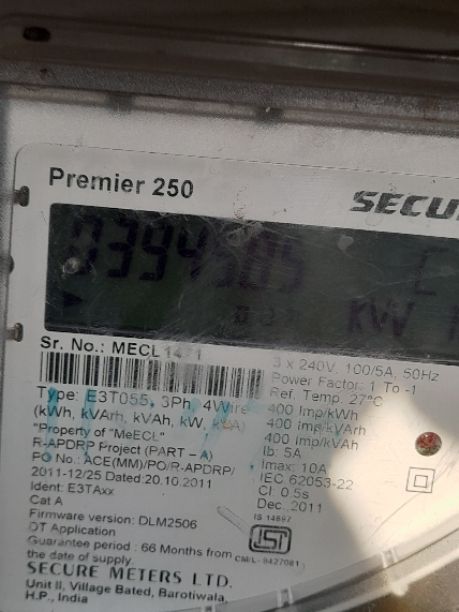 Premier 250
SECU
kW
Sr. No.: MECL
3 x 240V, 100/5A, 50Hz
Power Factor: 1 To -1
Ref. Temp. 27°C
Type: E3T055, 3Ph, 4Wire
400 Imp/kWh
(kWh, kVArh, kVAh, kW, kVA)
400 Imp/kVArh
"Property of "MeECL"
400 Imp/kVAh
R-APDRP Project (PART – A)
Ib: 5A
PO No.: ACE(MM)/PO/R-APDRP/
Imax: 10A
2011-12/25 Dated:20.10.2011
IEC 62053-22
Ident: E3TAxx
Cl: 0.5s
Cat A
Dec., 2011
Firmware version: DLM2506
IS 14697
DT Application
ISI
Guarantee period : 66 Months from
the date of supply.
SECURE METERS LTD.
Unit II, Village Bated, Barotiwala,
H.P., India